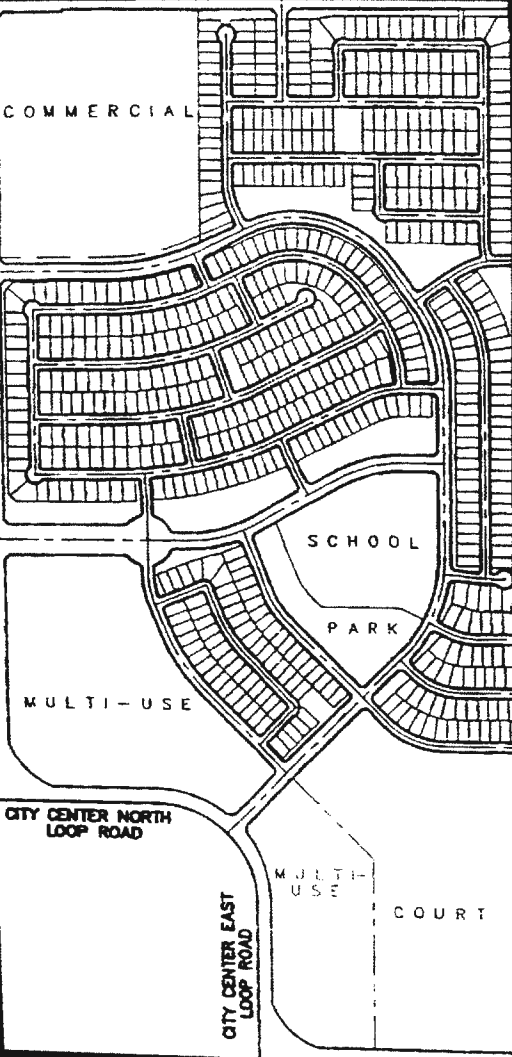 COMMERCIAL
SCHOOL
PARK
MULTI-USE
CITY CENTER NORTH
LOOP ROAD
MULTI-
USE
COURT
CITY CENTER EAST
LOOP ROAD